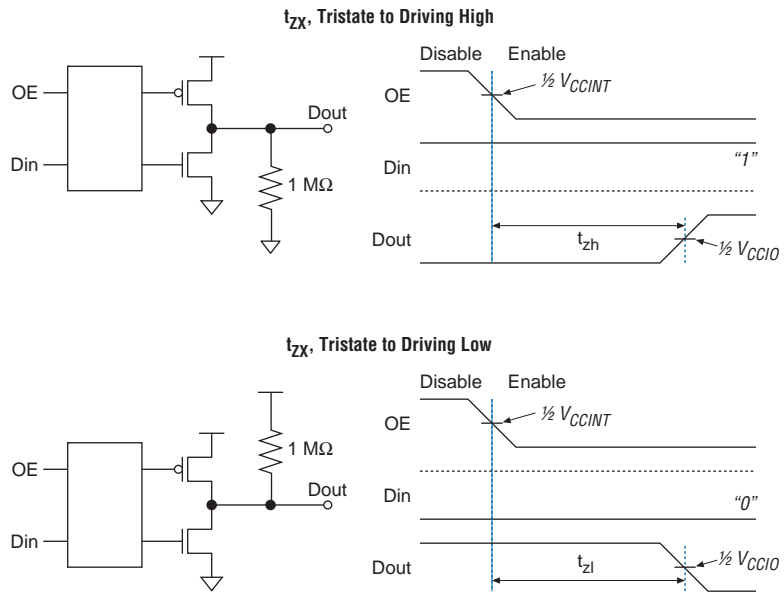 tZX, Tristate to Driving High
Disable Enable
OE
Din
Dout
1 MΩ
OE
½ VCCINT
Din
"1"
Dout
tzh
½ VCCIO
tZX, Tristate to Driving Low
Disable Enable
OE
Din
1 MΩ
Dout
OE
½ VCCINT
Din
"0"
Dout
tzl
½ VCCIO